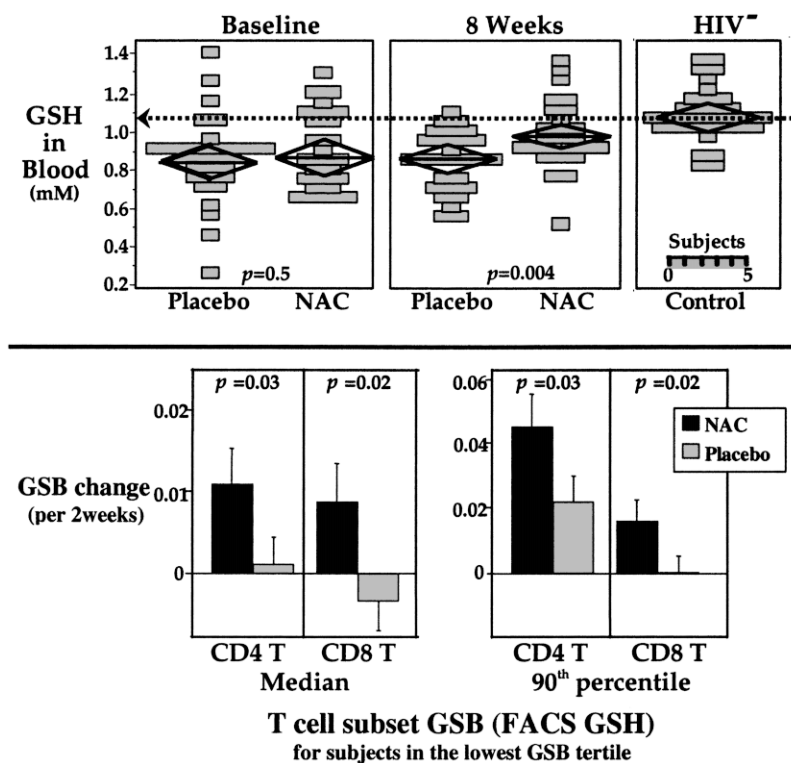 Baseline 8 Weeks HIV⁻
GSH
in
Blood
(mM)
1.4
1.2
1.0
0.8
0.6
0.4
0.2
p=0.5 p=0.004
Subjects
0 5
Placebo NAC Placebo NAC Control
p =0.03 p =0.02 p =0.03 p =0.02
GSB change
(per 2weeks)
0.02
0.01
0
0.06
0.04
0.02
0
NAC
Placebo
CD4 T CD8 T CD4 T CD8 T
Median 90th percentile
T cell subset GSB (FACS GSH)
for subjects in the lowest GSB tertile